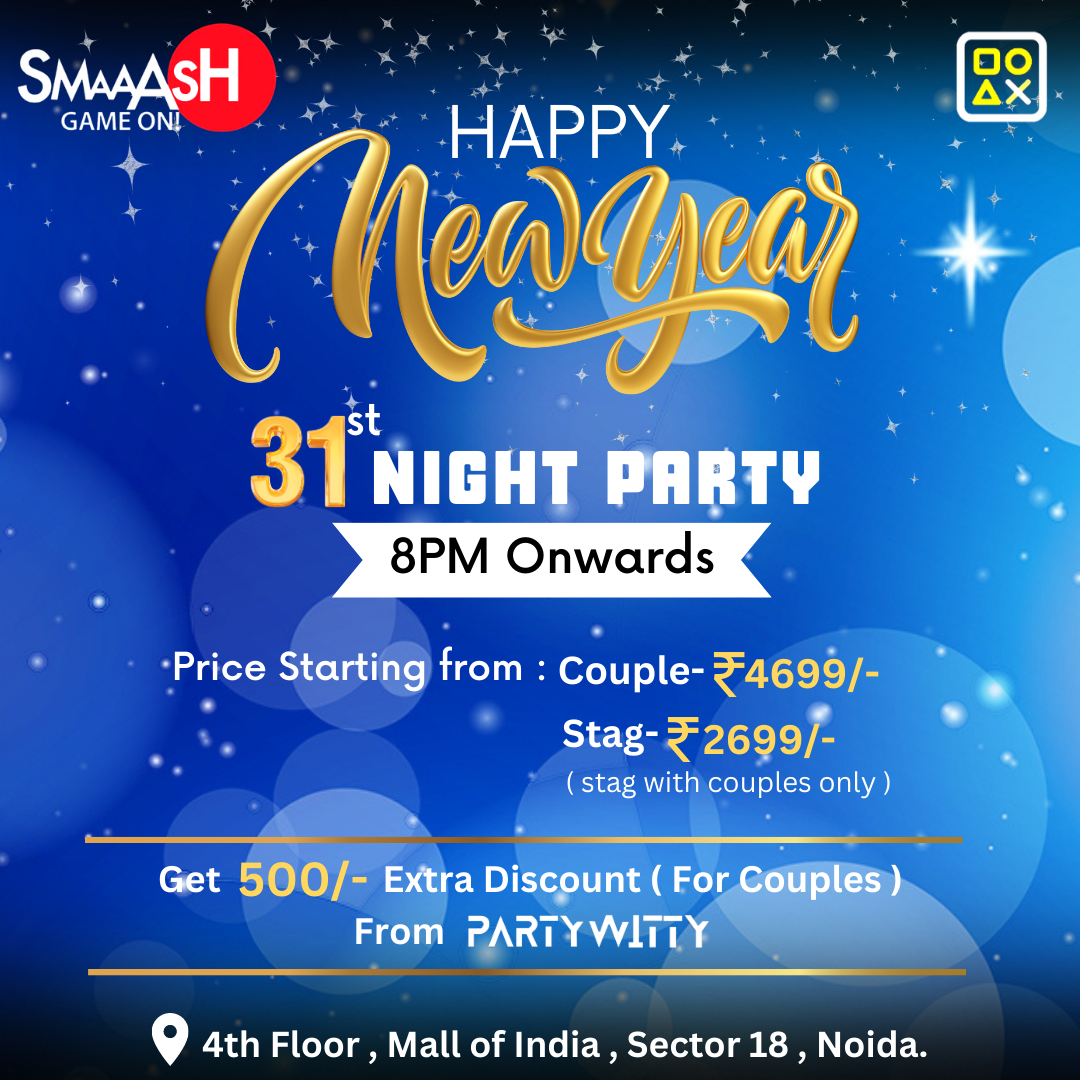 SMAAASH
GAME ON!
HAPPY
New Year
31st NIGHT PARTY
8PM Onwards
Price Starting from : Couple- ₹4699/-
Stag- ₹2699/-
( stag with couples only )
Get 500/- Extra Discount ( For Couples )
From PARTYWITTY
4th Floor , Mall of India , Sector 18 , Noida.